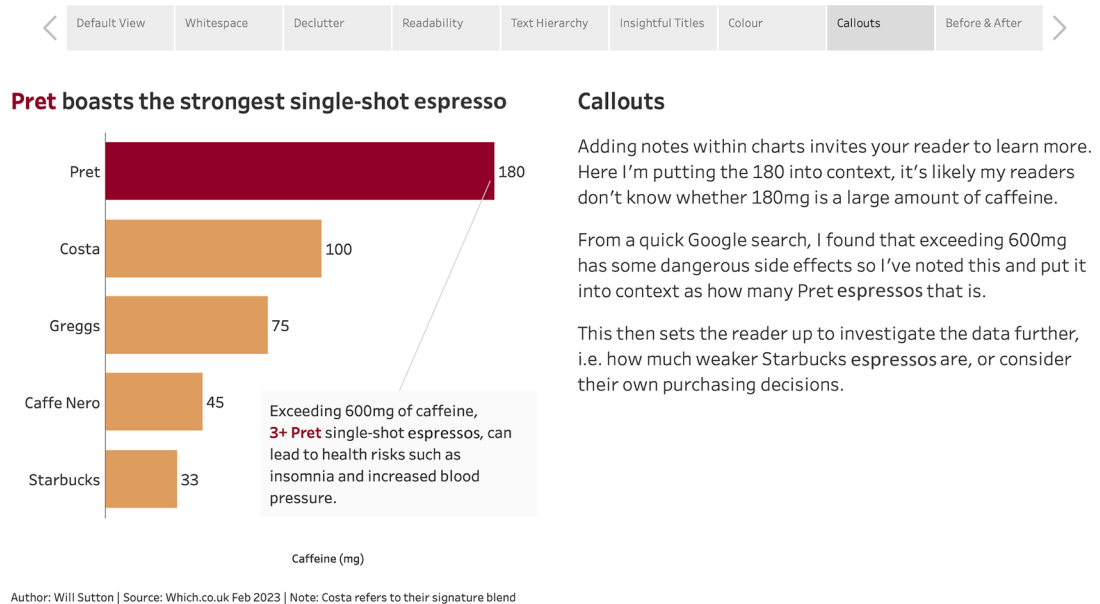 Default View
Whitespace
Declutter
Readability
Text Hierarchy
Insightful Titles
Colour
Callouts
Before & After
Pret boasts the strongest single-shot espresso
Pret
180
Costa
100
Greggs
75
Caffe Nero
45
Starbucks
33
Exceeding 600mg of caffeine,
3+ Pret single-shot espressos, can
lead to health risks such as
insomnia and increased blood
pressure.
Caffeine (mg)
Author: Will Sutton | Source: Which.co.uk Feb 2023 | Note: Costa refers to their signature blend
Callouts
Adding notes within charts invites your reader to learn more.
Here I'm putting the 180 into context, it's likely my readers
don't know whether 180mg is a large amount of caffeine.
From a quick Google search, I found that exceeding 600mg
has some dangerous side effects so I've noted this and put it
into context as how many Pret espressos that is.
This then sets the reader up to investigate the data further,
i.e. how much weaker Starbucks espressos are, or consider
their own purchasing decisions.